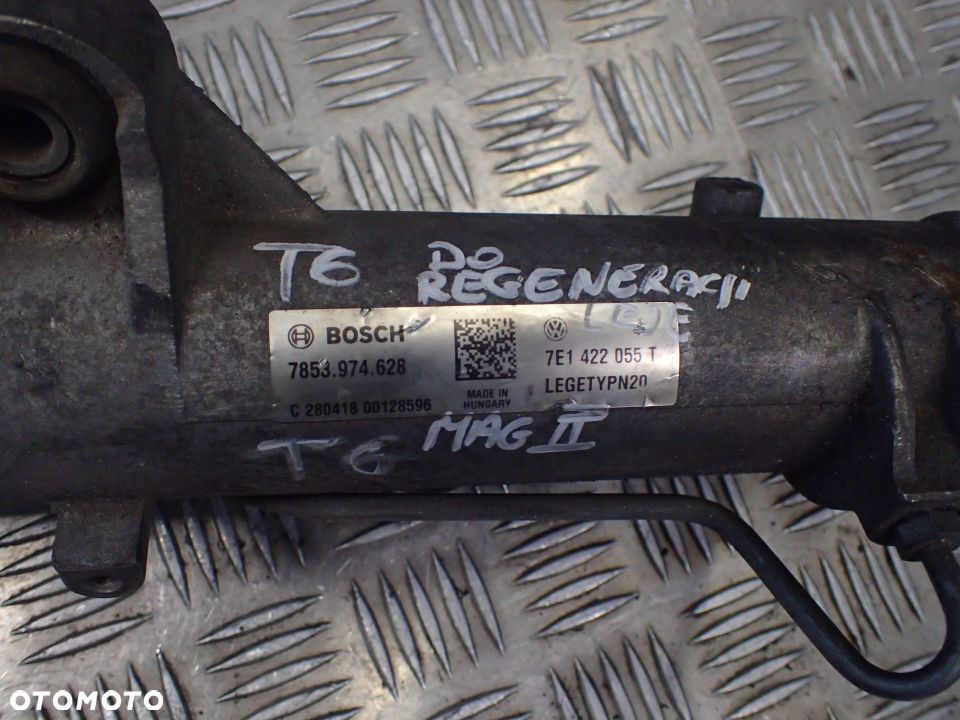 T6 DO
REGENERACJI
BOSCH
7853.974.628 7E1 422 055 T
MADE IN
HUNGARY
LEGETYPN20
C 280418 00128596
T6 MAG II
OTOMOTO